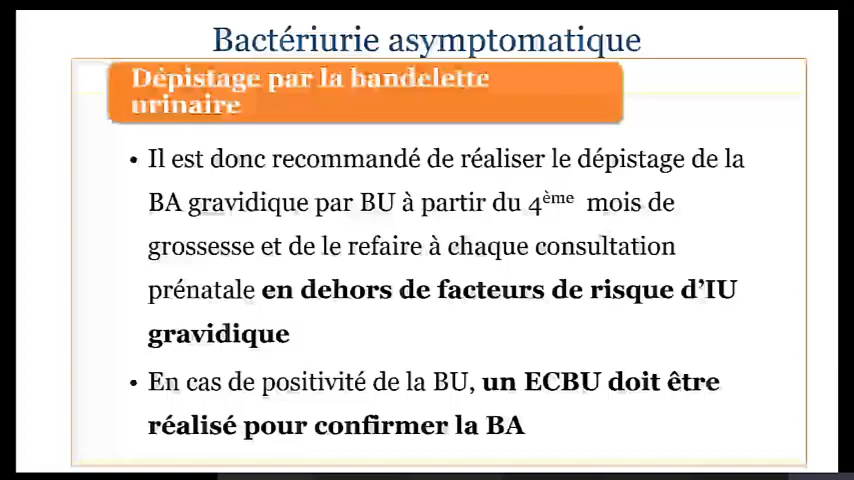 Bactériurie asymptomatique
Dépistage par la bandelette
urinaire
• Il est donc recommandé de réaliser le dépistage de la
BA gravidique par BU à partir du 4ème mois de
grossesse et de le refaire à chaque consultation
prénatale en dehors de facteurs de risque d’IU
gravidique
• En cas de positivité de la BU, un ECBU doit être
réalisé pour confirmer la BA